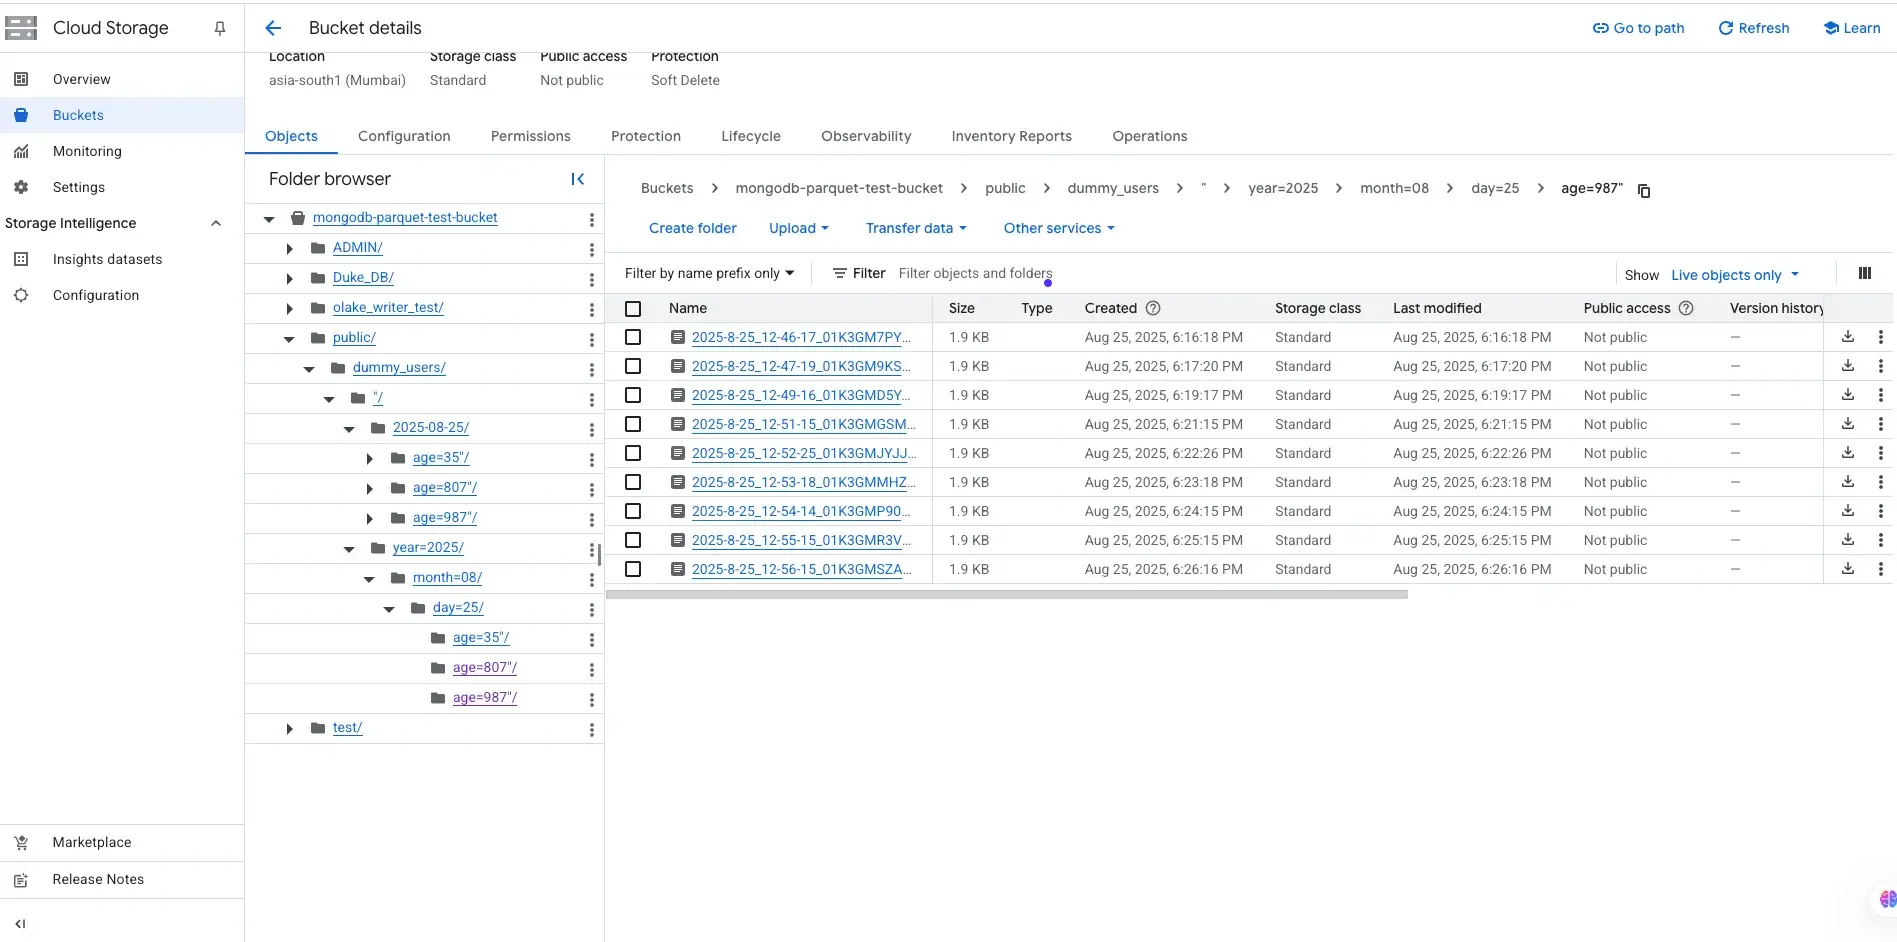 Cloud Storage
Overview
Buckets
Monitoring
Settings
Storage Intelligence
Insights datasets
Configuration
Marketplace
Release Notes
Bucket details
Go to path
Refresh
Learn
Location Storage class Public access Protection
asia-south1 (Mumbai) Standard Not public Soft Delete
Objects Configuration Permissions Protection Lifecycle Observability Inventory Reports Operations
Folder browser
mongodb-parquet-test-bucket
ADMIN/
Duke_DB/
olake_writer_test/
public/
dummy_users/
"/
2025-08-25/
age=35"/
age=807"/
age=987"/
year=2025/
month=08/
day=25/
age=35"/
age=807"/
age=987"/
test/
Buckets > mongodb-parquet-test-bucket > public > dummy_users > " > year=2025 > month=08 > day=25 > age=987"
Create folder Upload Transfer data Other services
Filter by name prefix only Filter Filter objects and folders Show Live objects only
Name Size Type Created Storage class Last modified Public access Version history
2025-8-25_12-46-17_01K3GM7PY... 1.9 KB Aug 25, 2025, 6:16:18 PM Standard Aug 25, 2025, 6:16:18 PM Not public —
2025-8-25_12-47-19_01K3GM9KS... 1.9 KB Aug 25, 2025, 6:17:20 PM Standard Aug 25, 2025, 6:17:20 PM Not public —
2025-8-25_12-49-16_01K3GMD5Y... 1.9 KB Aug 25, 2025, 6:19:17 PM Standard Aug 25, 2025, 6:19:17 PM Not public —
2025-8-25_12-51-15_01K3GMGSM... 1.9 KB Aug 25, 2025, 6:21:15 PM Standard Aug 25, 2025, 6:21:15 PM Not public —
2025-8-25_12-52-25_01K3GMJYJJ... 1.9 KB Aug 25, 2025, 6:22:26 PM Standard Aug 25, 2025, 6:22:26 PM Not public —
2025-8-25_12-53-18_01K3GMMHZ... 1.9 KB Aug 25, 2025, 6:23:18 PM Standard Aug 25, 2025, 6:23:18 PM Not public —
2025-8-25_12-54-14_01K3GMP90... 1.9 KB Aug 25, 2025, 6:24:15 PM Standard Aug 25, 2025, 6:24:15 PM Not public —
2025-8-25_12-55-15_01K3GMR3V... 1.9 KB Aug 25, 2025, 6:25:15 PM Standard Aug 25, 2025, 6:25:15 PM Not public —
2025-8-25_12-56-15_01K3GMSZA... 1.9 KB Aug 25, 2025, 6:26:16 PM Standard Aug 25, 2025, 6:26:16 PM Not public —